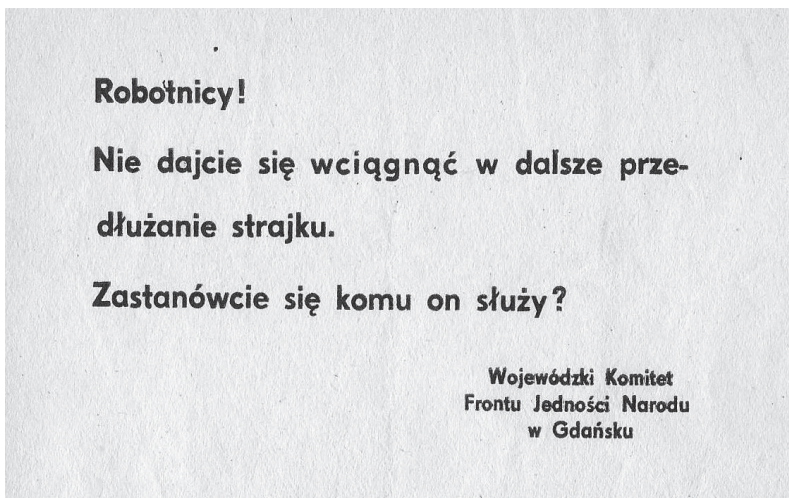 Robotnicy!
Nie dajcie się wciągnąć w dalsze prze-
dłużanie strajku.
Zastanówcie się komu on służy?
Wojewódzki Komitet
Frontu Jedności Narodu
w Gdańsku